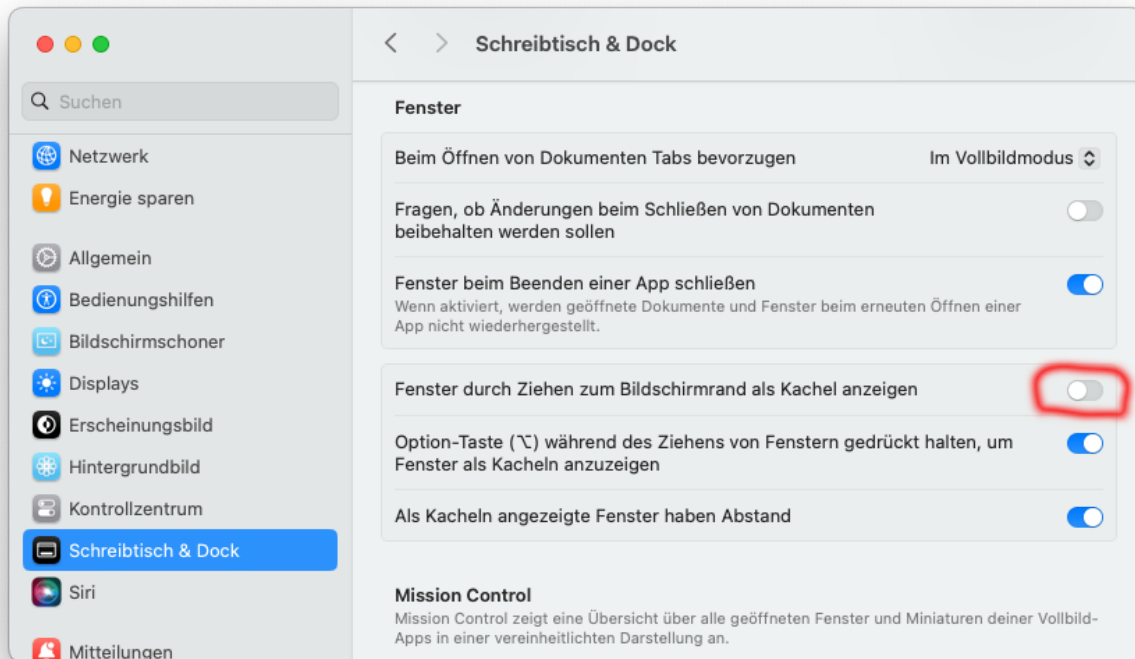 Schreibtisch & Dock
Suchen
Netzwerk
Energie sparen
Allgemein
Bedienungshilfen
Bildschirmschoner
Displays
Erscheinungsbild
Hintergrundbild
Kontrollzentrum
Schreibtisch & Dock
Siri
Mitteilungen
Fenster
Beim Öffnen von Dokumenten Tabs bevorzugen
Im Vollbildmodus
Fragen, ob Änderungen beim Schließen von Dokumenten
beibehalten werden sollen
Fenster beim Beenden einer App schließen
Wenn aktiviert, werden geöffnete Dokumente und Fenster beim erneuten Öffnen einer
App nicht wiederhergestellt.
Fenster durch Ziehen zum Bildschirmrand als Kachel anzeigen
Option-Taste (⌥) während des Ziehens von Fenstern gedrückt halten, um
Fenster als Kacheln anzuzeigen
Als Kacheln angezeigte Fenster haben Abstand
Mission Control
Mission Control zeigt eine Übersicht über alle geöffneten Fenster und Miniaturen deiner Vollbild-
Apps in einer vereinheitlichten Darstellung an.